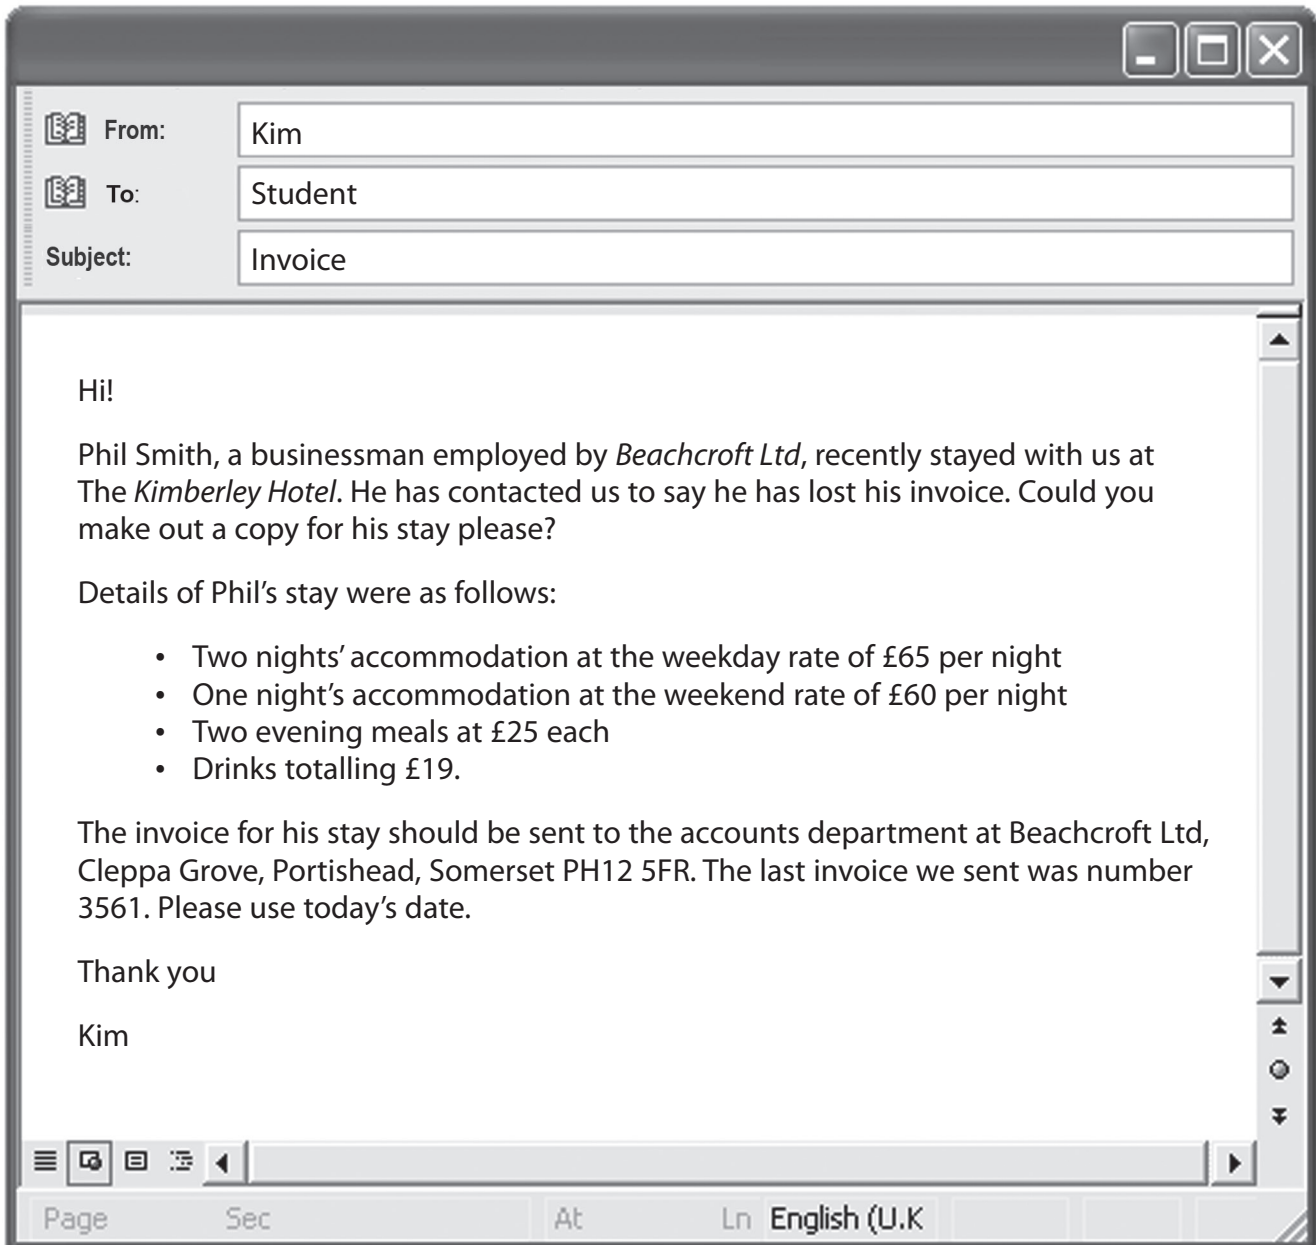 From:
Kim
To:
Student
Subject:
Invoice
Hi!
Phil Smith, a businessman employed by Beachcroft Ltd, recently stayed with us at
The Kimberley Hotel. He has contacted us to say he has lost his invoice. Could you
make out a copy for his stay please?
Details of Phil’s stay were as follows:
• Two nights’ accommodation at the weekday rate of £65 per night
• One night’s accommodation at the weekend rate of £60 per night
• Two evening meals at £25 each
• Drinks totalling £19.
The invoice for his stay should be sent to the accounts department at Beachcroft Ltd,
Cleppa Grove, Portishead, Somerset PH12 5FR. The last invoice we sent was number
3561. Please use today’s date.
Thank you
Kim
Page Sec At Ln English (U.K